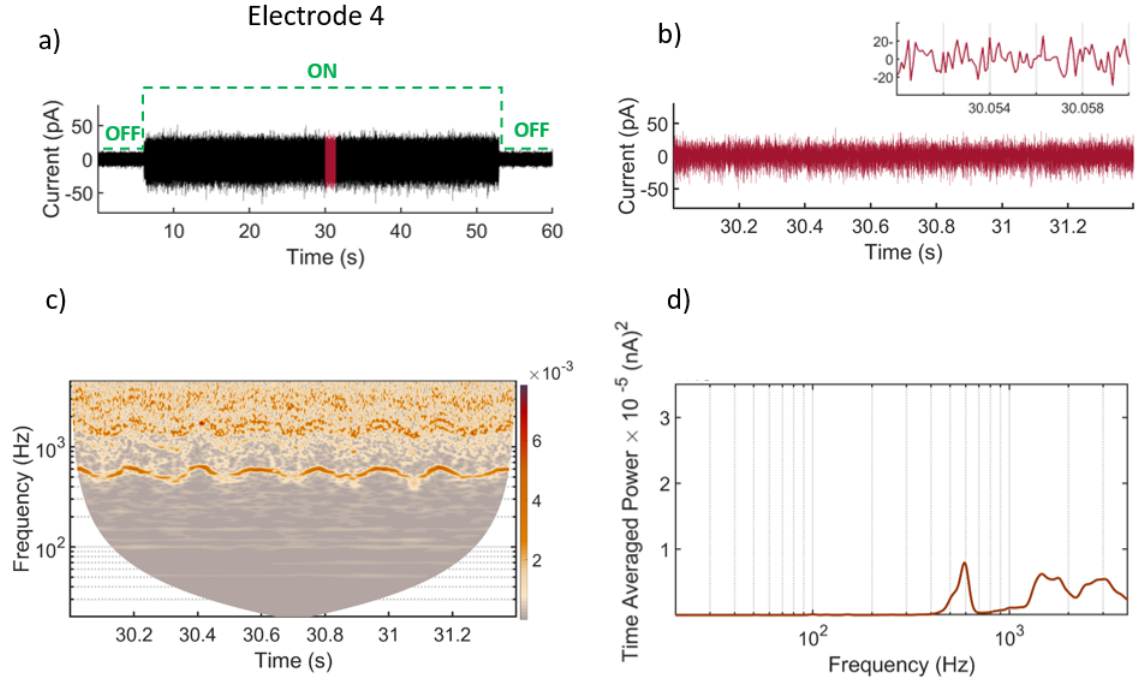 Electrode 4
a)
ON
OFF
OFF
Current (pA)
50
0
-50
10
20
30
40
50
60
Time (s)
b)
20-
0
-20
30.054
30.058
Current (pA)
50
0
-50
30.2
30.4
30.6
30.8
31
31.2
Time (s)
c)
×10⁻³
Frequency (Hz)
10³
10²
6
4
2
30.2
30.4
30.6
30.8
31
31.2
Time (s)
d)
Time Averaged Power × 10⁻⁵ (nA)²
3
2
1
10²
10³
Frequency (Hz)